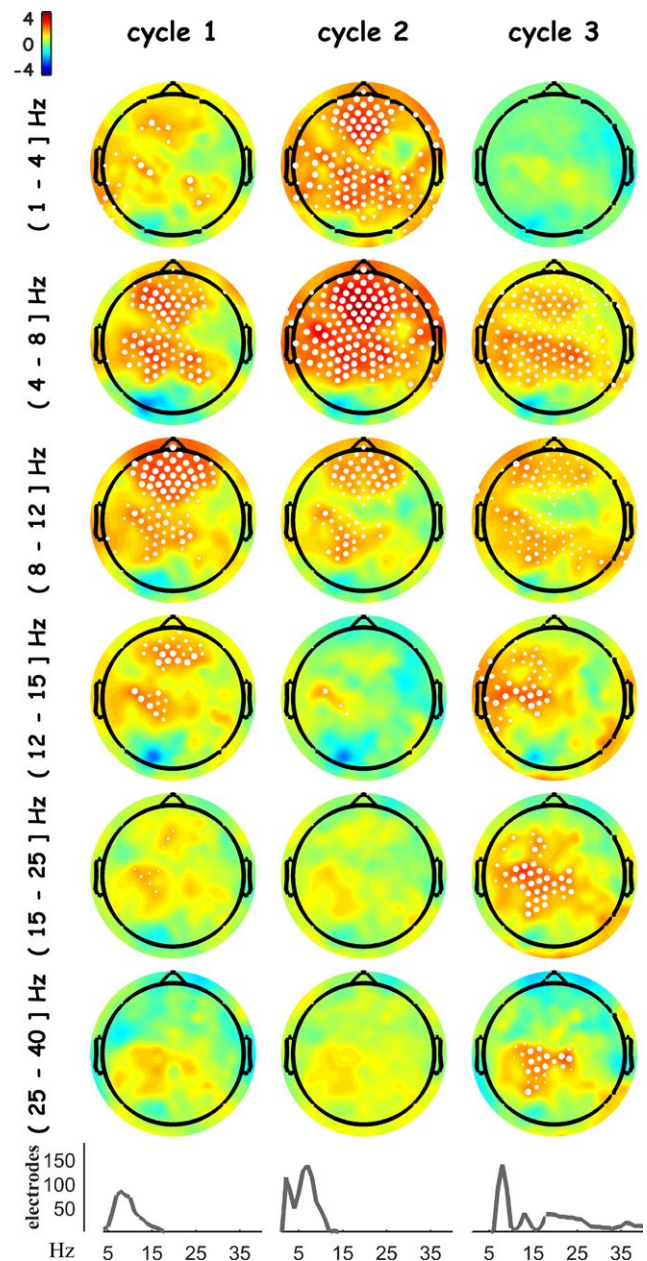 4
0
-4
cycle 1 cycle 2 cycle 3
( 1 - 4 ] Hz
( 4 - 8 ] Hz
( 8 - 12 ] Hz
( 12 - 15 ] Hz
( 15 - 25 ] Hz
( 25 - 40 ] Hz
electrodes
150
100
50
Hz 5 15 25 35 5 15 25 35 5 15 25 35